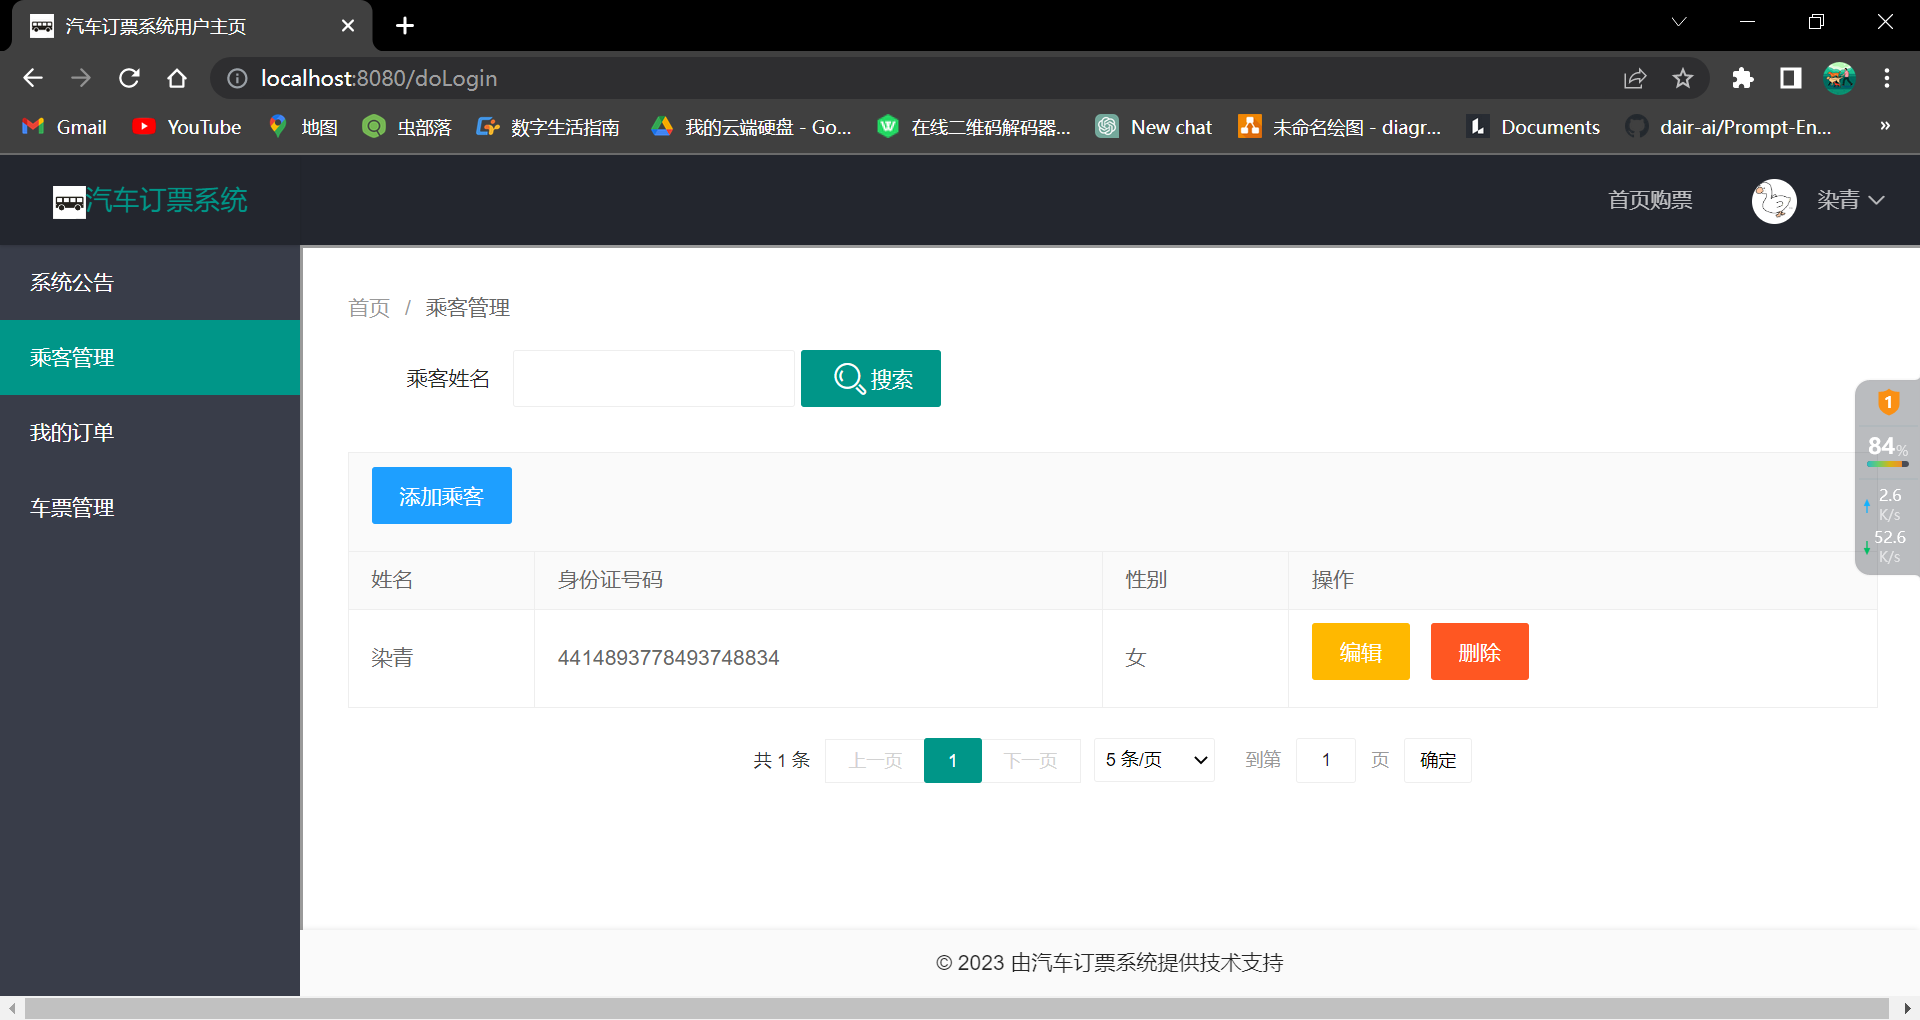 汽车订票系统用户主页
localhost:8080/doLogin
Gmail YouTube 地图 虫部落 数字生活指南 我的云端硬盘 - Go... 在线二维码解码器... New chat 未命名绘图 - diagr... Documents dair-ai/Prompt-En... »
汽车订票系统 首页购票 染青
系统公告
乘客管理
我的订单
车票管理
首页 / 乘客管理
乘客姓名 搜索
添加乘客
姓名 身份证号码 性别 操作
染青 4414893778493748834 女 编辑 删除
共 1 条 上一页 1 下一页 5 条/页 到第 1 页 确定
© 2023 由汽车订票系统提供技术支持
1
84%
2.6
K/s
52.6
K/s